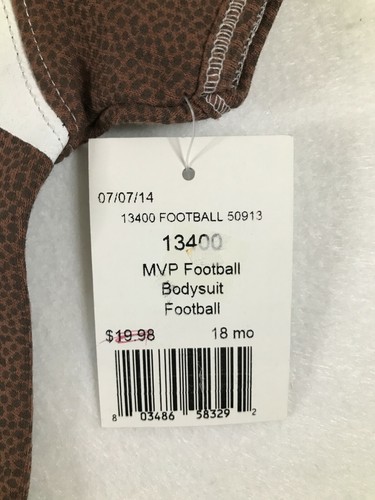 07/07/14
13400 FOOTBALL 50913
13400
MVP Football
Bodysuit
Football
$19.98 18 mo
8 03486 58329 2